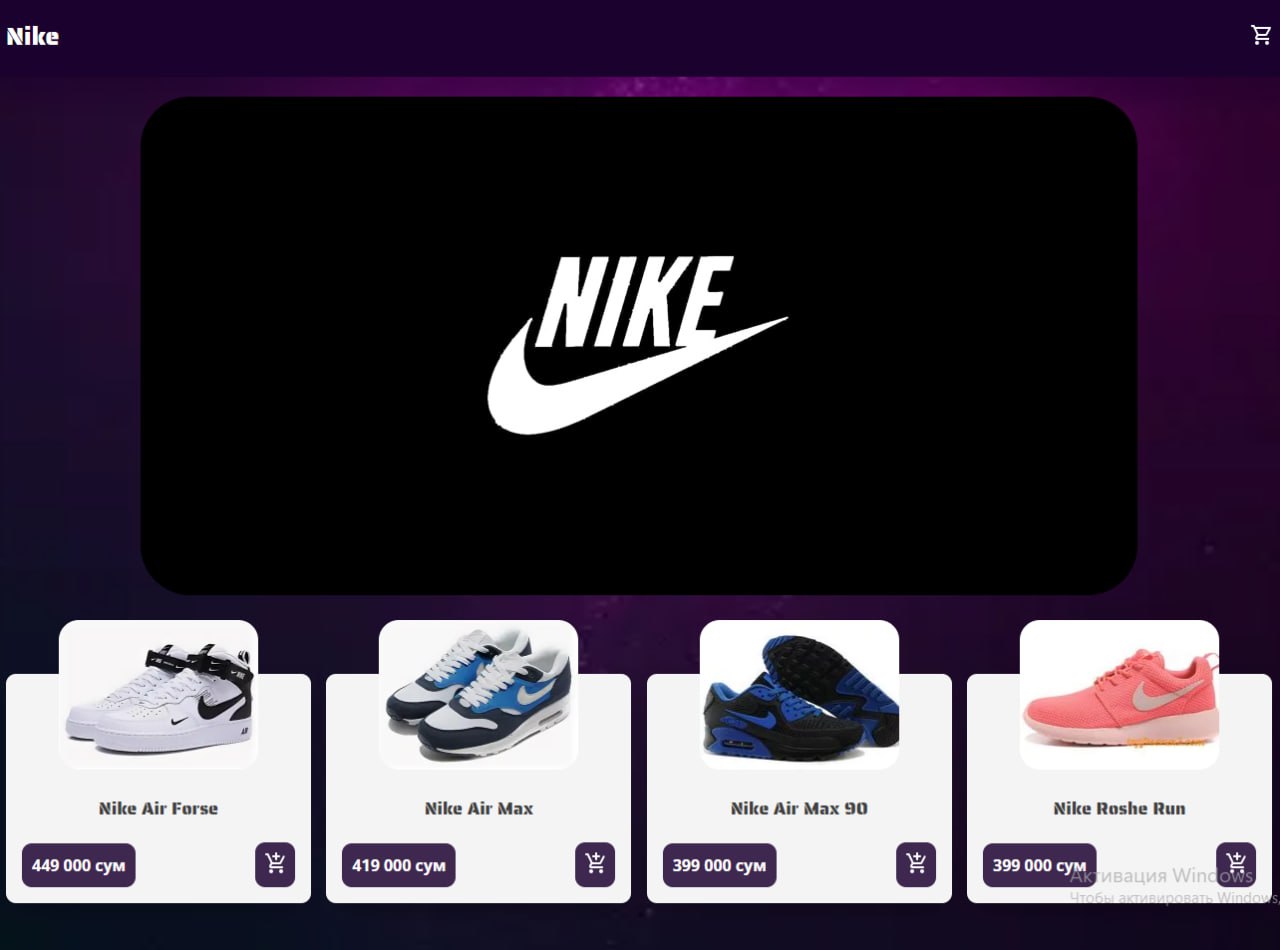 Nike
NIKE
Nike Air Forse
Nike Air Max
Nike Air Max 90
Nike Roshe Run
449 000 сум
419 000 сум
399 000 сум
399 000 сум
Активация Windows
Чтобы активировать Windows,
AIR